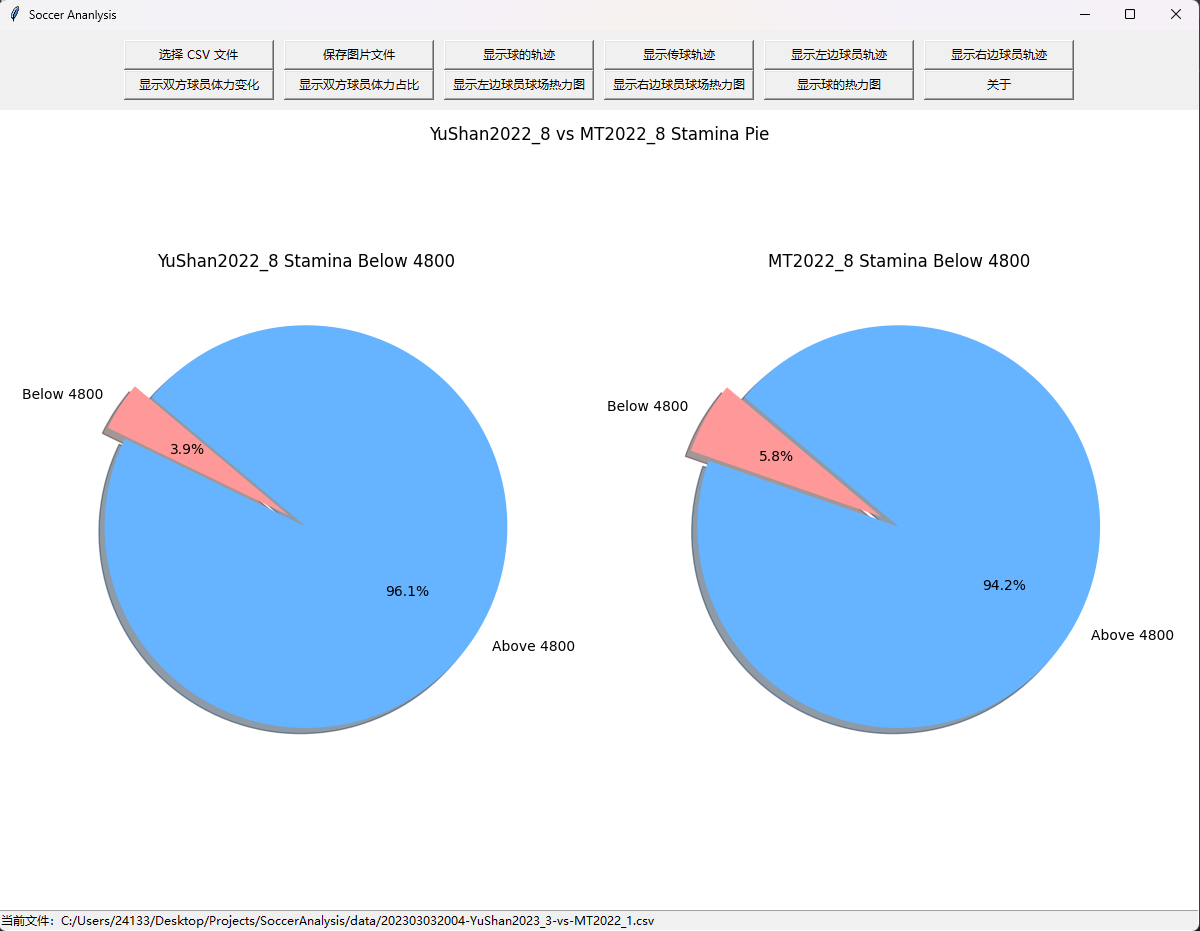 Soccer Ananlysis
选择 CSV 文件 保存图片文件 显示球的轨迹 显示传球轨迹 显示左边球员轨迹 显示右边球员轨迹
显示双方球员体力变化 显示双方球员体力占比 显示左边球员球场热力图 显示右边球员球场热力图 显示球的热力图 关于
YuShan2022_8 vs MT2022_8 Stamina Pie
YuShan2022_8 Stamina Below 4800
Below 4800
3.9%
96.1%
Above 4800
MT2022_8 Stamina Below 4800
Below 4800
5.8%
94.2%
Above 4800
当前文件：C:/Users/24133/Desktop/Projects/SoccerAnalysis/data/202303032004-YuShan2023_3-vs-MT2022_1.csv